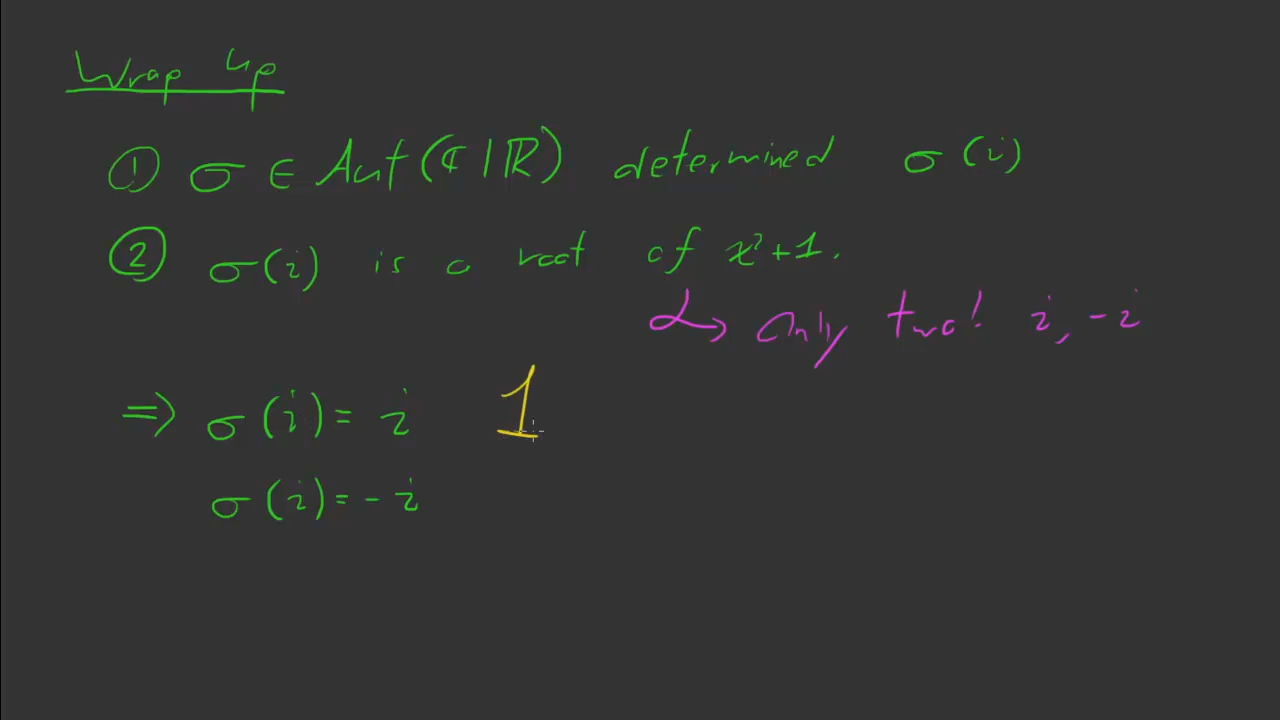 Wrap up
① σ ∈ Aut(ℂ|ℝ) determined σ(i)
② σ(i) is a root of x²+1.
↳ Only two! i, -i
⇒ σ(i) = i 1
σ(i) = -i